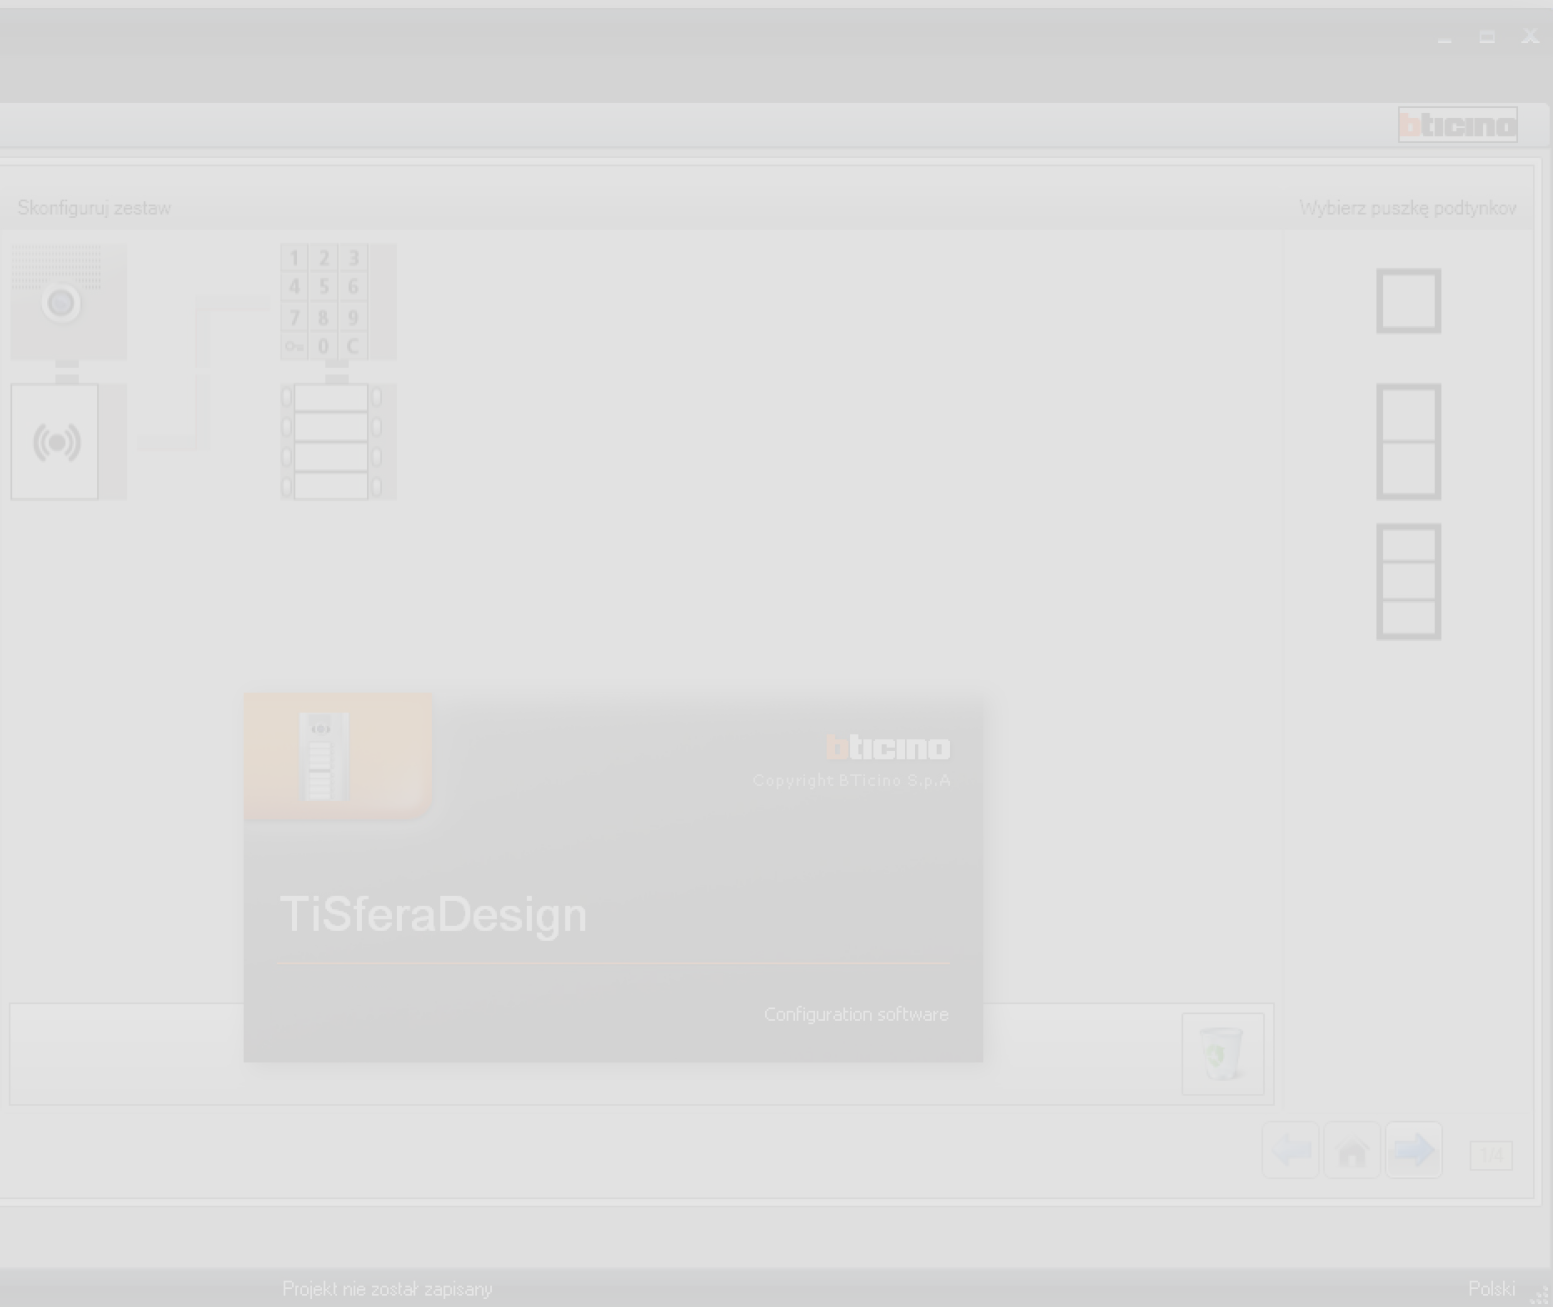 bticino
Skonfiguruj zestaw
Wybierz puszkę podtynkov
1 2 3
4 5 6
7 8 9
0 C
bticino
Copyright BTicino S.p.A
TiSferaDesign
Configuration software
1/4
Projekt nie został zapisany
Polski